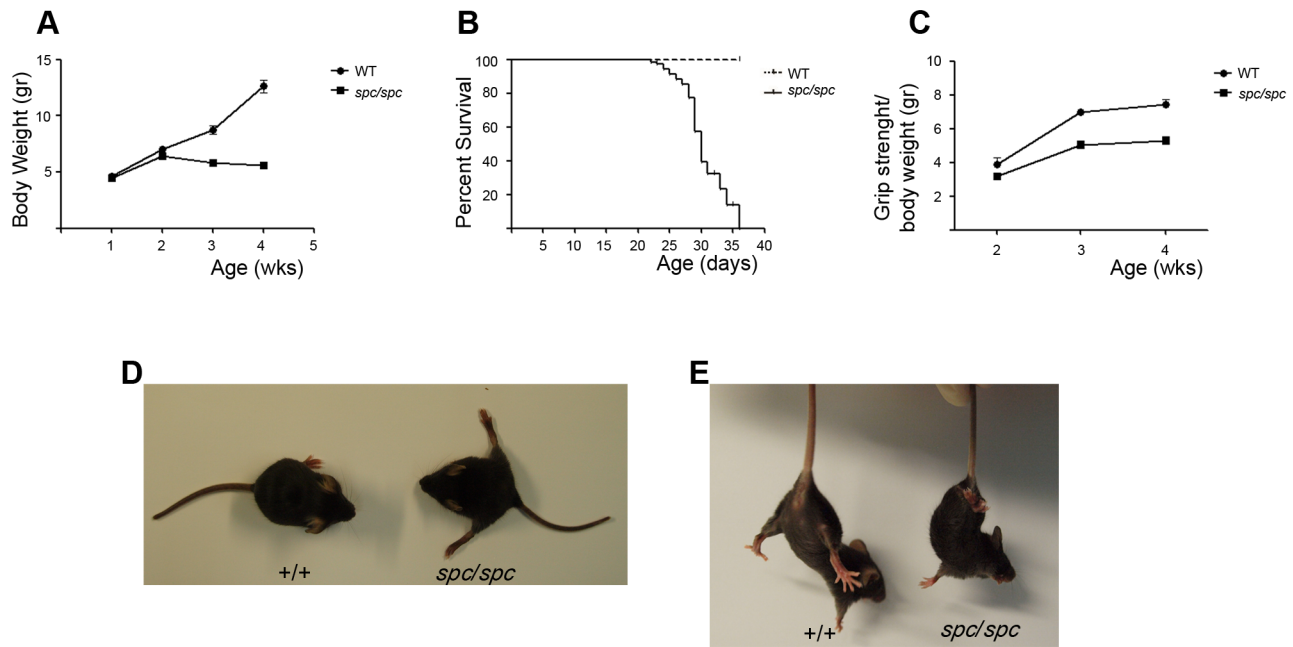 A
15
10
5
Body Weight (gr)
1 2 3 4 5
Age (wks)
WT
spc/spc
B
100
80
60
40
20
Percent Survival
5 10 15 20 25 30 35 40
Age (days)
WT
spc/spc
C
10
8
6
4
2
Grip strenght/
body weight (gr)
2 3 4
Age (wks)
WT
spc/spc
D
+/+ spc/spc
E
+/+ spc/spc